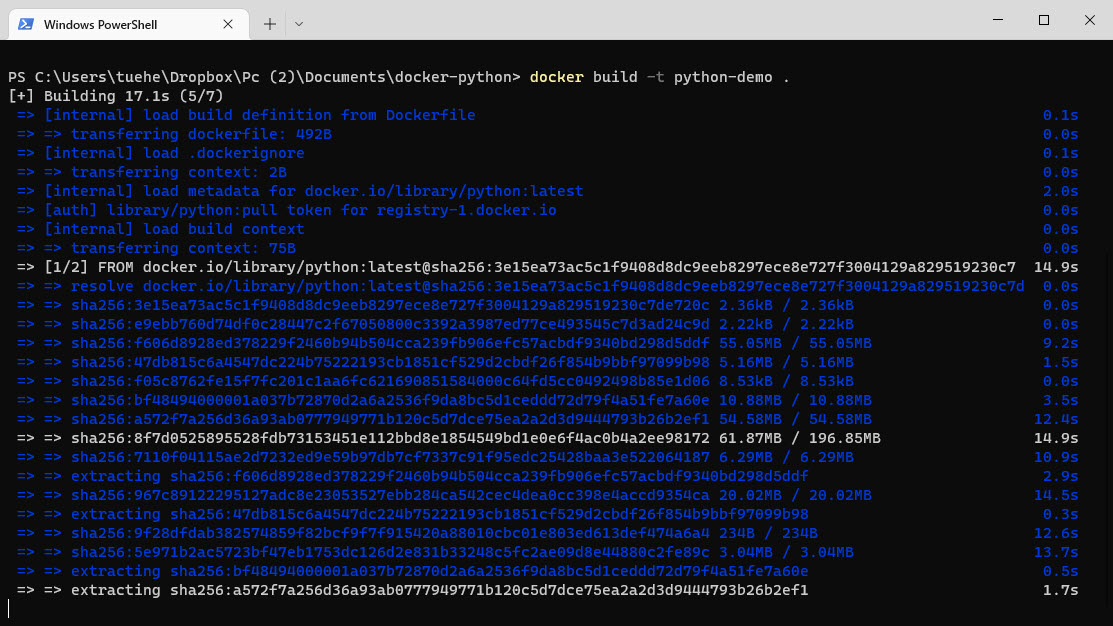 Windows PowerShell
PS C:\Users\tuehe\Dropbox\Pc (2)\Documents\docker-python> docker build -t python-demo .
[+] Building 17.1s (5/7)
=> [internal] load build definition from Dockerfile 0.1s
=> => transferring dockerfile: 492B 0.0s
=> [internal] load .dockerignore 0.1s
=> => transferring context: 2B 0.0s
=> [internal] load metadata for docker.io/library/python:latest 2.0s
=> [auth] library/python:pull token for registry-1.docker.io 0.0s
=> [internal] load build context 0.0s
=> => transferring context: 75B 0.0s
=> [1/2] FROM docker.io/library/python:latest@sha256:3e15ea73ac5c1f9408d8dc9eeb8297ece8e727f3004129a829519230c7 14.9s
=> => resolve docker.io/library/python:latest@sha256:3e15ea73ac5c1f9408d8dc9eeb8297ece8e727f3004129a829519230c7d 0.0s
=> => sha256:3e15ea73ac5c1f9408d8dc9eeb8297ece8e727f3004129a829519230c7de720c 2.36kB / 2.36kB 0.0s
=> => sha256:e9ebb760d74df0c28447c2f67050800c3392a3987ed77ce493545c7d3ad24c9d 2.22kB / 2.22kB 0.0s
=> => sha256:f606d8928ed378229f2460b94b504cca239fb906efc57acbdf9340bd298d5ddf 55.05MB / 55.05MB 9.2s
=> => sha256:47db815c6a4547dc224b75222193cb1851cf529d2cbdf26f854b9bbf97099b98 5.16MB / 5.16MB 1.5s
=> => sha256:f05c8762fe15f7fc201c1aa6fc621690851584000c64fd5cc0492498b85e1d06 8.53kB / 8.53kB 0.0s
=> => sha256:bf48494000001a037b72870d2a6a2536f9da8bc5d1ceddd72d79f4a51fe7a60e 10.88MB / 10.88MB 3.5s
=> => sha256:a572f7a256d36a93ab0777949771b120c5d7dce75ea2a2d3d9444793b26b2ef1 54.58MB / 54.58MB 12.4s
=> => sha256:8f7d0525895528fdb73153451e112bbd8e1854549bd1e0e6f4ac0b4a2ee98172 61.87MB / 196.85MB 14.9s
=> => sha256:7110f04115ae2d7232ed9e59b97db7cf7337c91f95edc25428baa3e522064187 6.29MB / 6.29MB 10.9s
=> => extracting sha256:f606d8928ed378229f2460b94b504cca239fb906efc57acbdf9340bd298d5ddf 2.9s
=> => sha256:967c89122295127adc8e23053527ebb284ca542cec4dea0cc398e4accd9354ca 20.02MB / 20.02MB 14.5s
=> => extracting sha256:47db815c6a4547dc224b75222193cb1851cf529d2cbdf26f854b9bbf97099b98 0.3s
=> => sha256:9f28dfdab382574859f82bcf9f7f915420a88010cbc01e803ed613def474a6a4 234B / 234B 12.6s
=> => sha256:5e971b2ac5723bf47eb1753dc126d2e831b33248c5fc2ae09d8e44880c2fe89c 3.04MB / 3.04MB 13.7s
=> => extracting sha256:bf48494000001a037b72870d2a6a2536f9da8bc5d1ceddd72d79f4a51fe7a60e 0.5s
=> => extracting sha256:a572f7a256d36a93ab0777949771b120c5d7dce75ea2a2d3d9444793b26b2ef1 1.7s